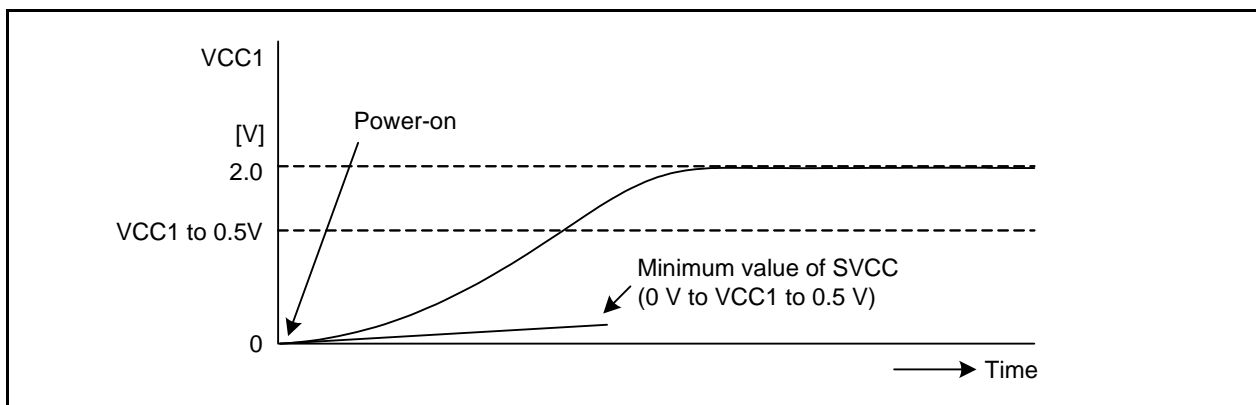 VCC1
Power-on
[V]
2.0
VCC1 to 0.5V
Minimum value of SVCC
(0 V to VCC1 to 0.5 V)
0
Time